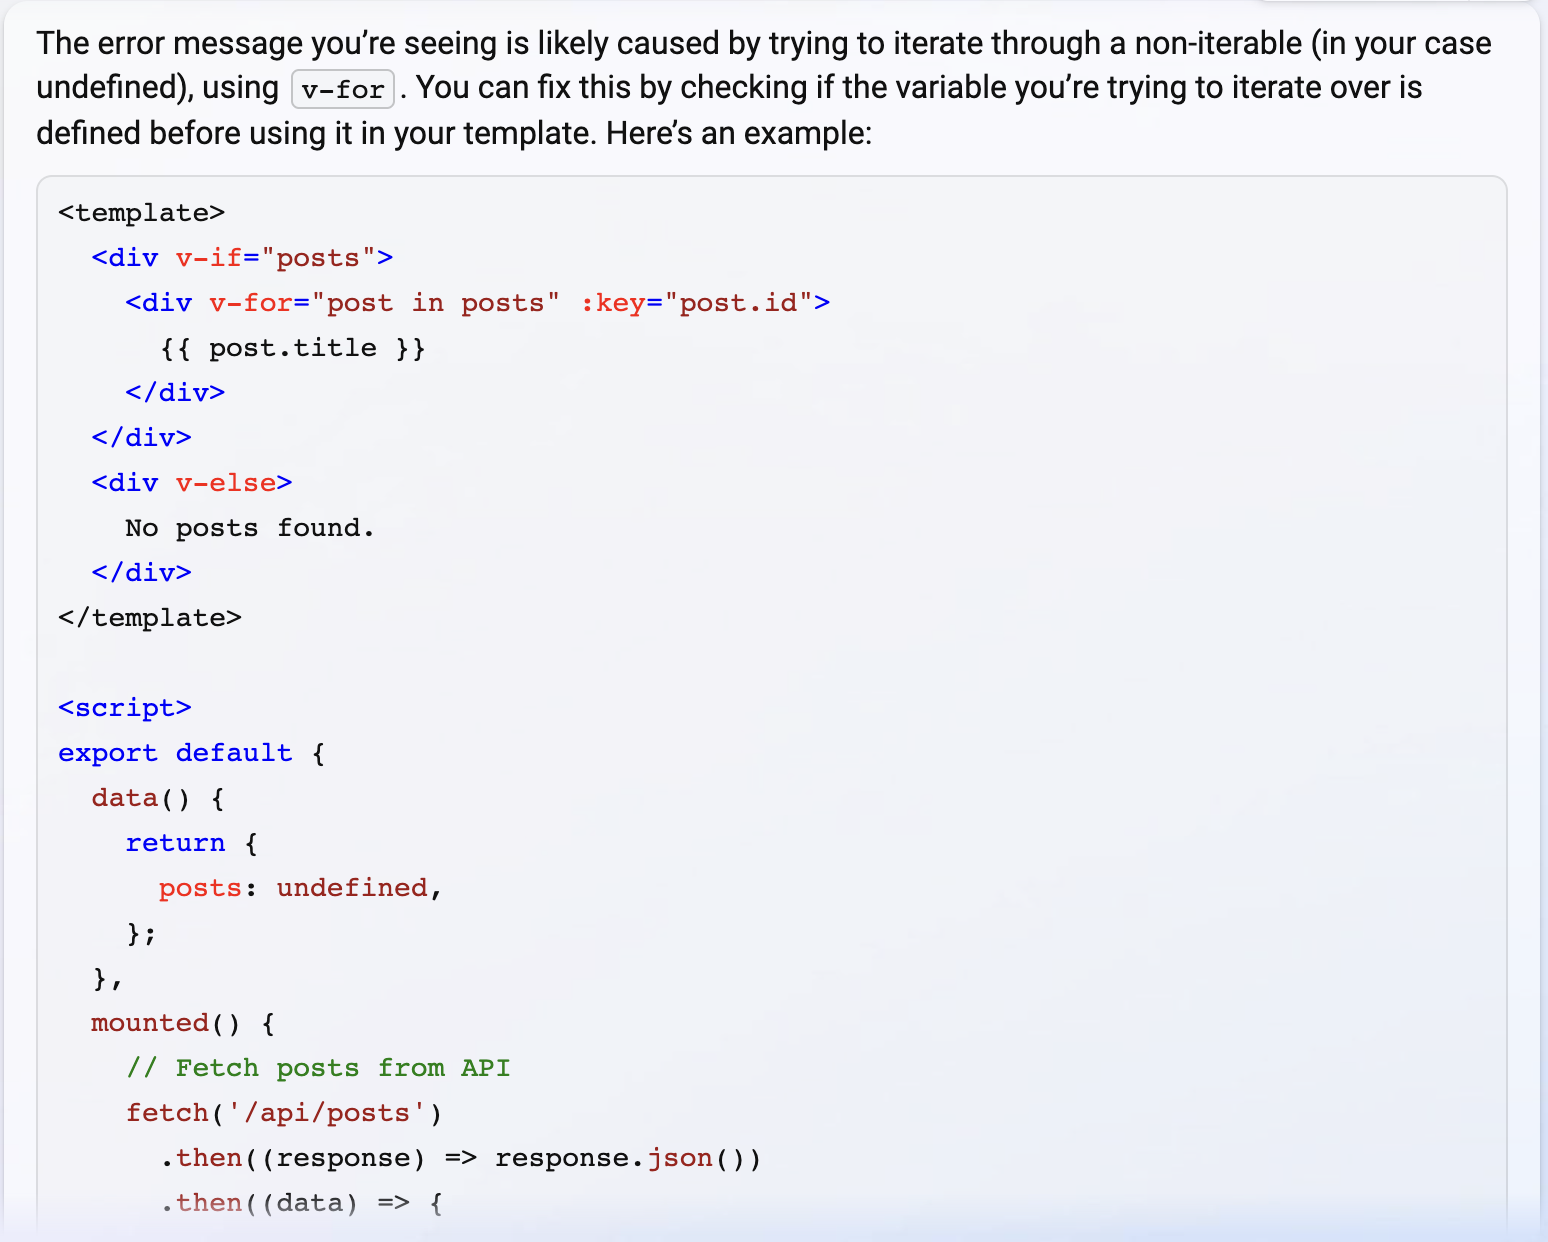 The error message you’re seeing is likely caused by trying to iterate through a non-iterable (in your case
undefined), using v-for . You can fix this by checking if the variable you’re trying to iterate over is
defined before using it in your template. Here’s an example:
<template>
  <div v-if="posts">
    <div v-for="post in posts" :key="post.id">
      {{ post.title }}
    </div>
  </div>
  <div v-else>
    No posts found.
  </div>
</template>

<script>
export default {
  data() {
    return {
      posts: undefined,
    };
  },
  mounted() {
    // Fetch posts from API
    fetch('/api/posts')
      .then((response) => response.json())
      .then((data) => {